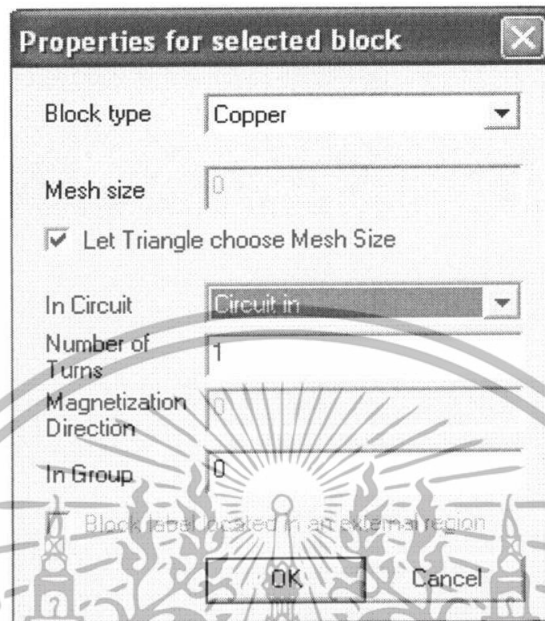 Properties for selected block
Block type Copper
Mesh size 0
Let Triangle choose Mesh Size
In Circuit Circuit in
Number of Turns 1
Magnetization Direction 0
In Group 0
Block label located in an external region
OK Cancel